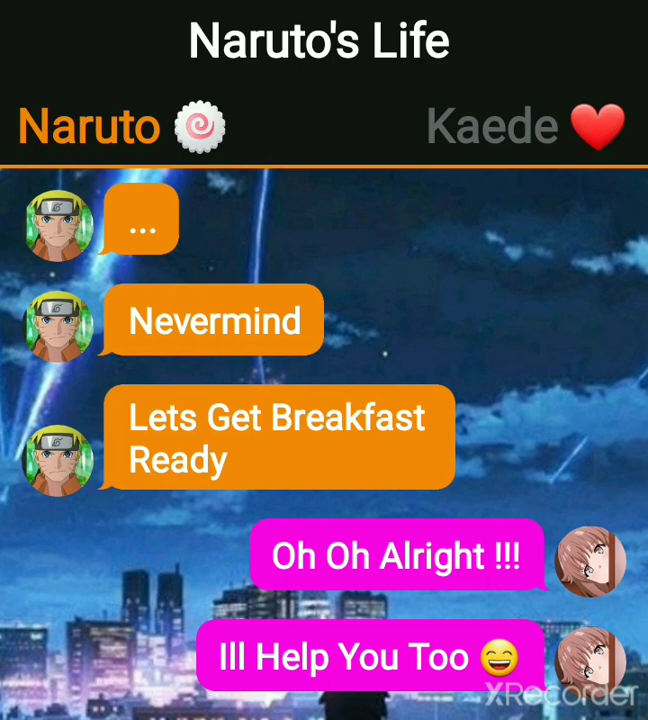 Naruto's Life
Naruto 🍥
Kaede ❤️
...
Nevermind
Lets Get Breakfast
Ready
Oh Oh Alright !!!
Ill Help You Too 😄
XRecorder